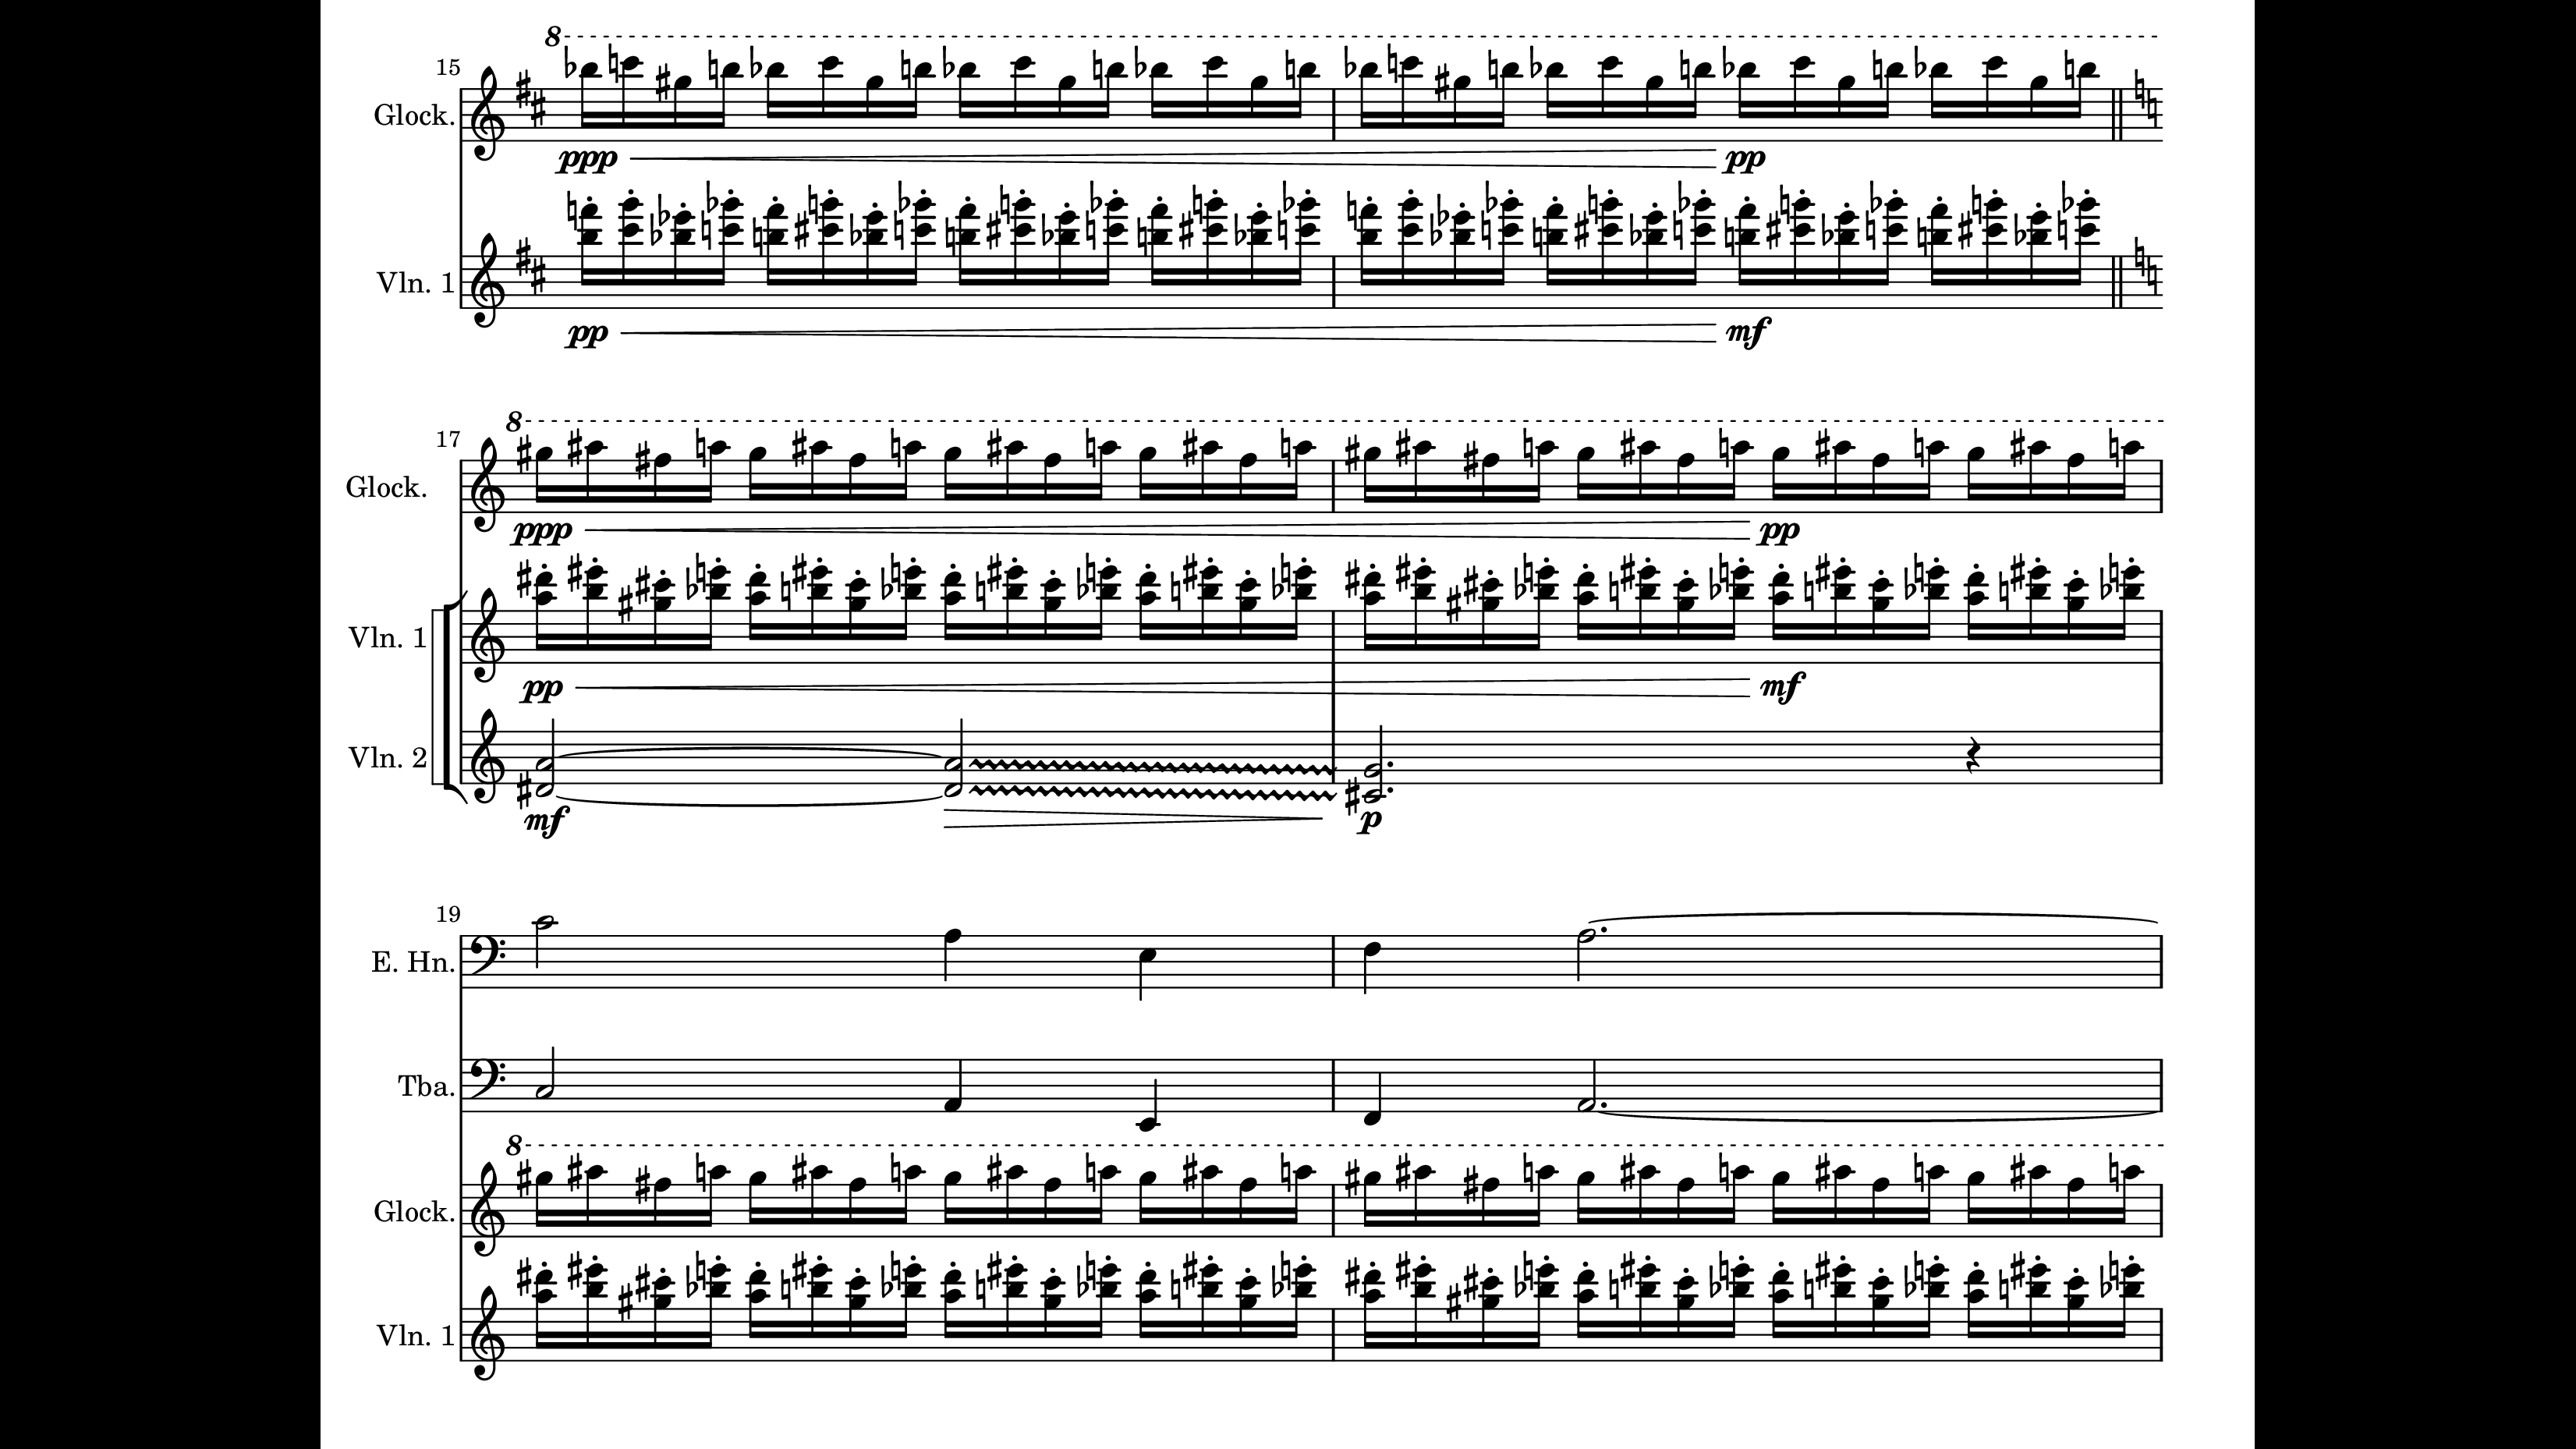 8
15
Glock.
ppp pp
Vln. 1
pp mf
8
17
Glock.
ppp pp
Vln. 1
pp mf
Vln. 2
mf p
19
E. Hn.
Tba.
8
Glock.
Vln. 1